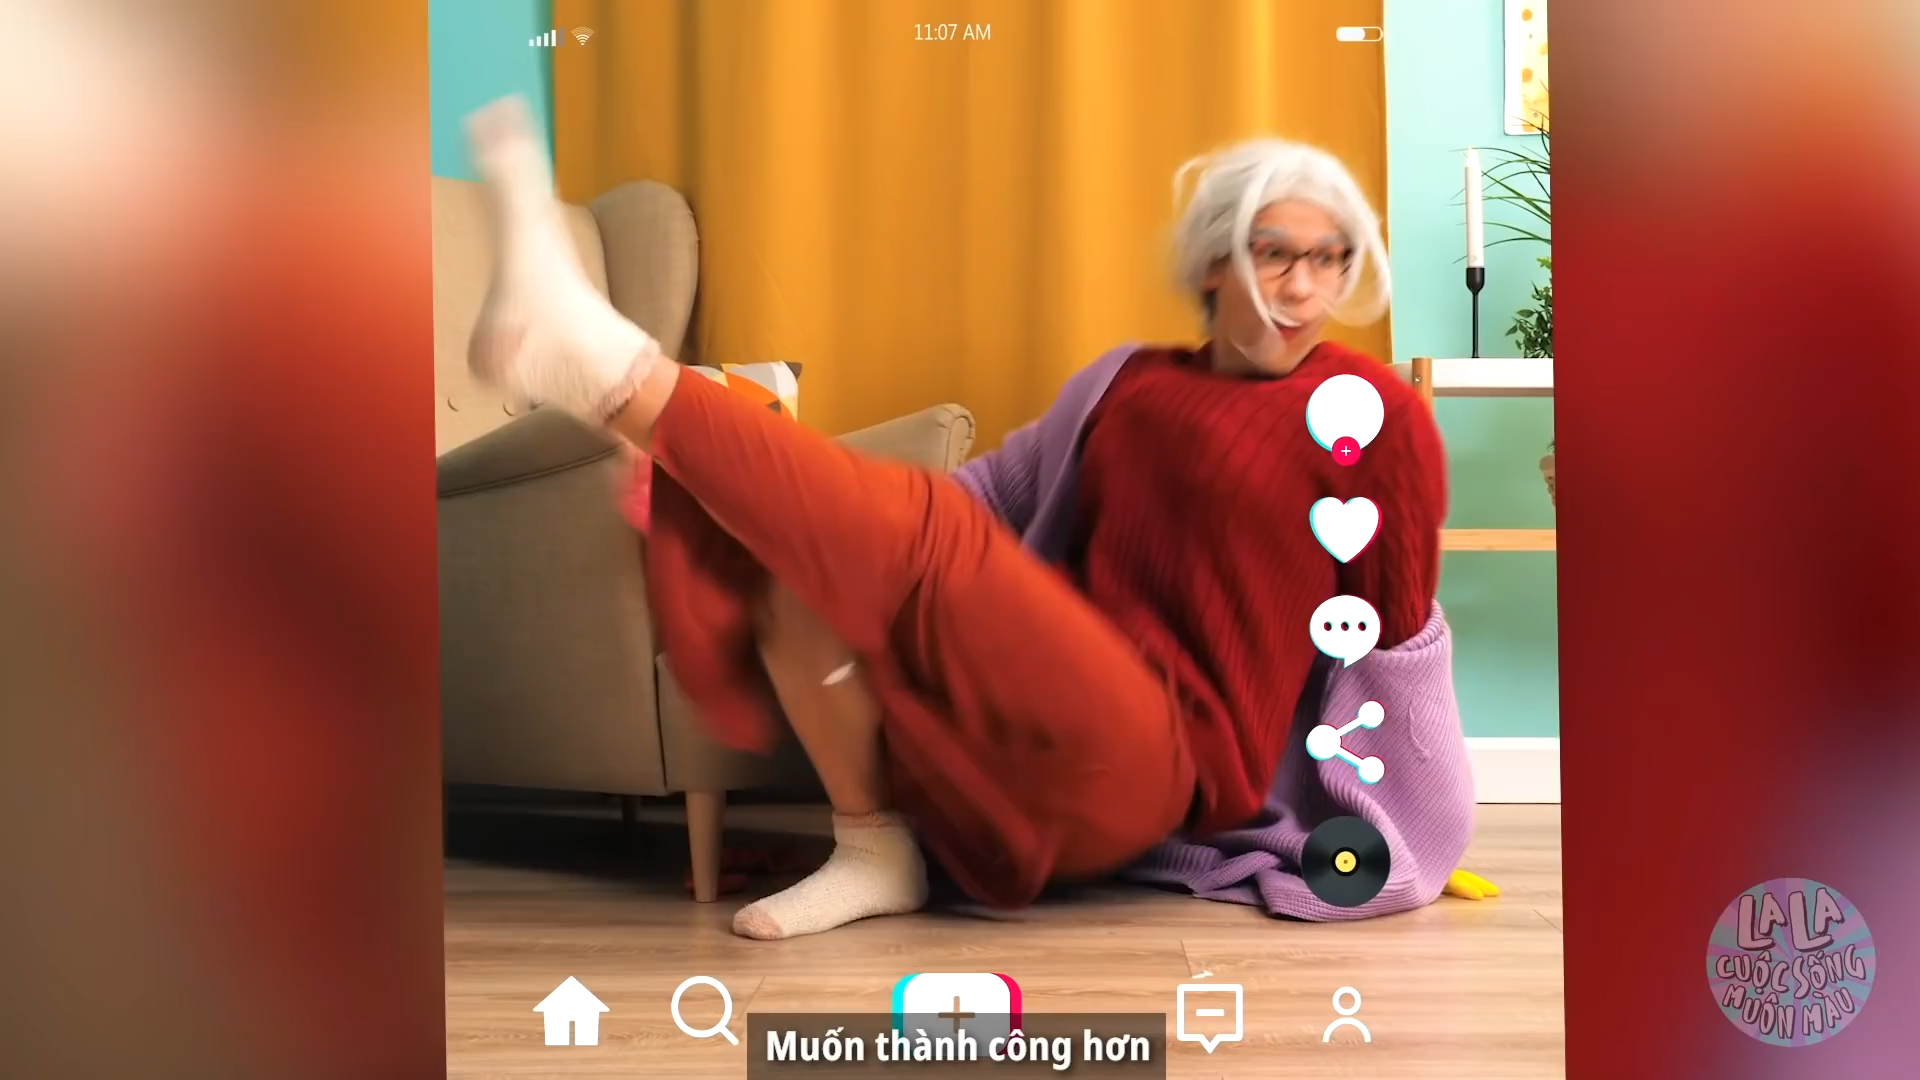 11:07 AM
Muốn thành công hơn
LA LA
CUỘC SỐNG
MUÔN MÀU